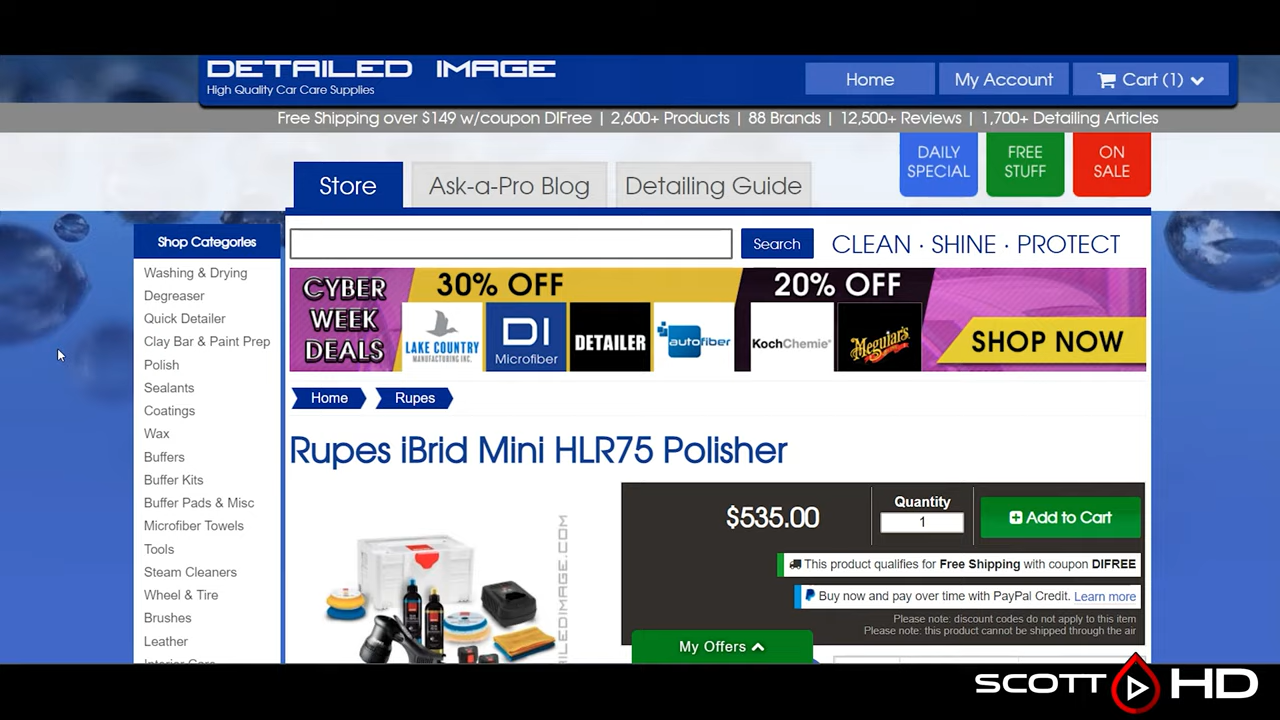 DETAILED IMAGE
High Quality Car Care Supplies
Home
My Account
Cart (1)
Free Shipping over $149 w/coupon DIFree | 2,600+ Products | 88 Brands | 12,500+ Reviews | 1,700+ Detailing Articles
DAILY
SPECIAL
FREE
STUFF
ON
SALE
Store
Ask-a-Pro Blog
Detailing Guide
Shop Categories
Washing & Drying
Degreaser
Quick Detailer
Clay Bar & Paint Prep
Polish
Sealants
Coatings
Wax
Buffers
Buffer Kits
Buffer Pads & Misc
Microfiber Towels
Tools
Steam Cleaners
Wheel & Tire
Brushes
Leather
Interior Care
Search
CLEAN · SHINE · PROTECT
CYBER
WEEK
DEALS
30% OFF
LAKE COUNTRY
MANUFACTURING INC.
DI
Microfiber
DETAILER
autofiber
20% OFF
KochChemie
Meguiar's
SHOP NOW
Home
Rupes
Rupes iBrid Mini HLR75 Polisher
$535.00
Quantity
1
Add to Cart
This product qualifies for Free Shipping with coupon DIFREE
Buy now and pay over time with PayPal Credit. Learn more
Please note: discount codes do not apply to this item
Please note: this product cannot be shipped through the air
My Offers
SCOTT HD